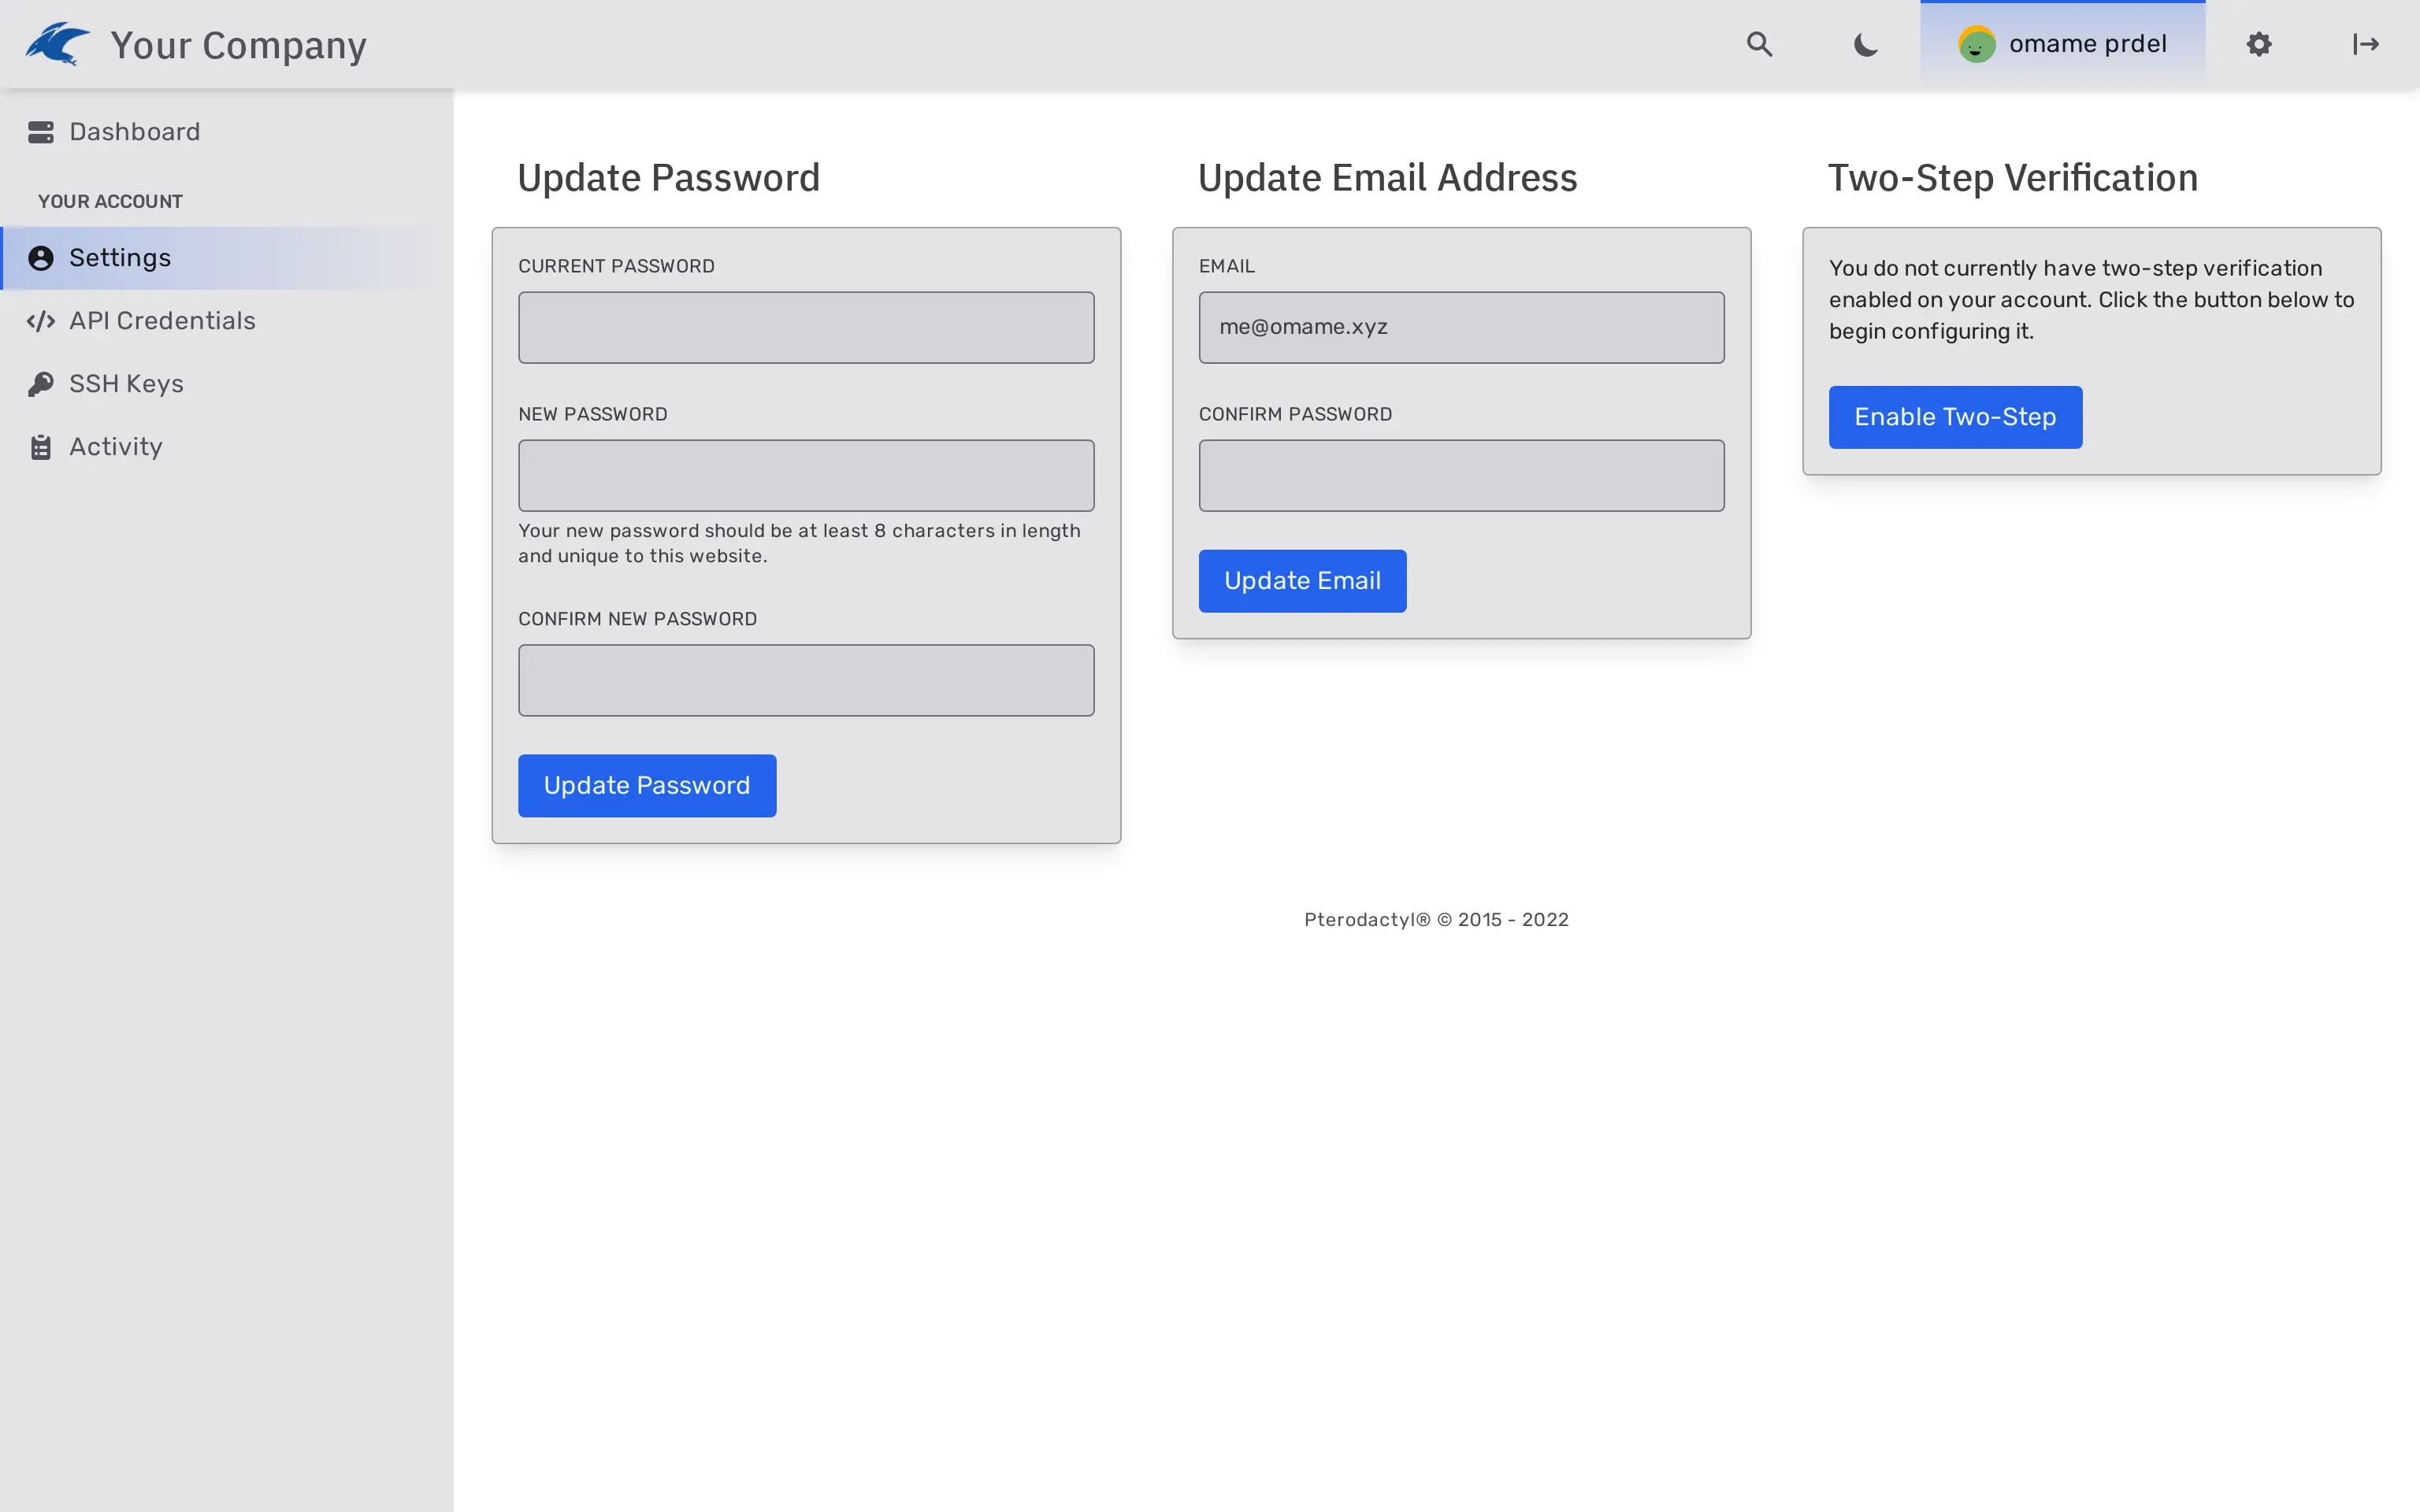 Your Company
omame prdel
Dashboard
YOUR ACCOUNT
Settings
API Credentials
SSH Keys
Activity
Update Password
CURRENT PASSWORD
NEW PASSWORD
Your new password should be at least 8 characters in length
and unique to this website.
CONFIRM NEW PASSWORD
Update Password
Update Email Address
EMAIL
me@omame.xyz
CONFIRM PASSWORD
Update Email
Two-Step Verification
You do not currently have two-step verification
enabled on your account. Click the button below to
begin configuring it.
Enable Two-Step
Pterodactyl® © 2015 - 2022